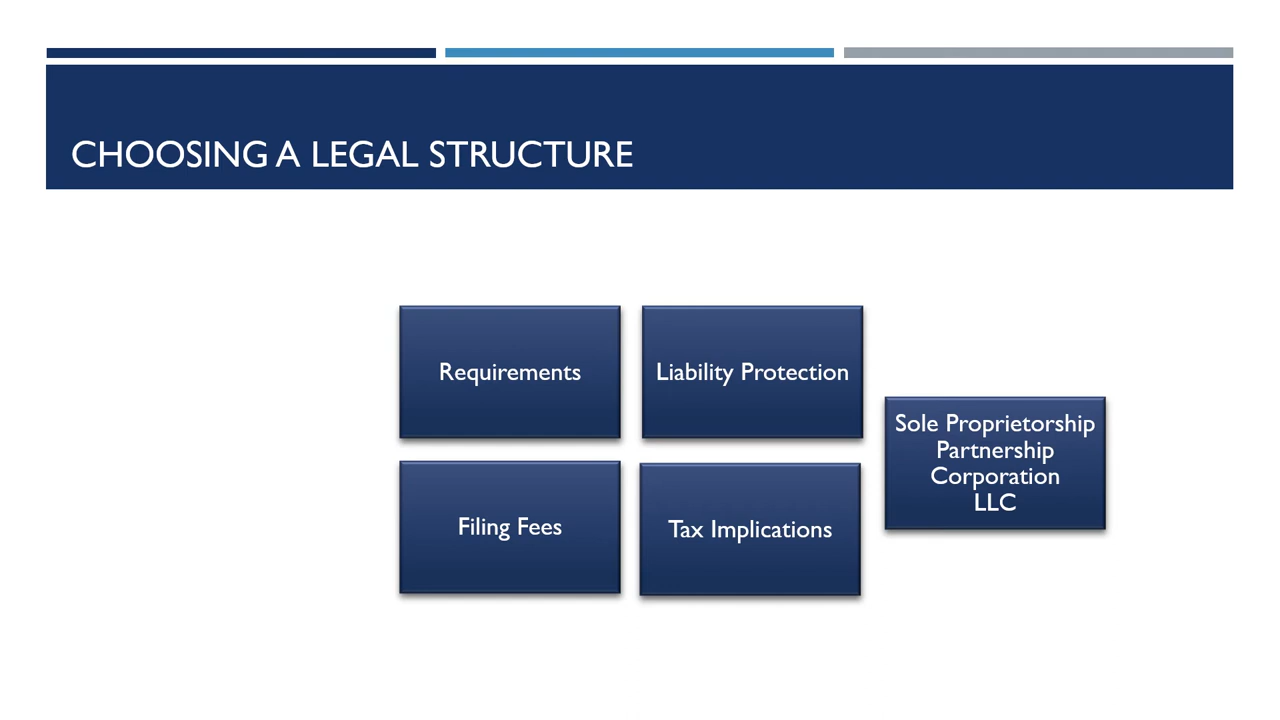 CHOOSING A LEGAL STRUCTURE
Requirements
Liability Protection
Filing Fees
Tax Implications
Sole Proprietorship
Partnership
Corporation
LLC